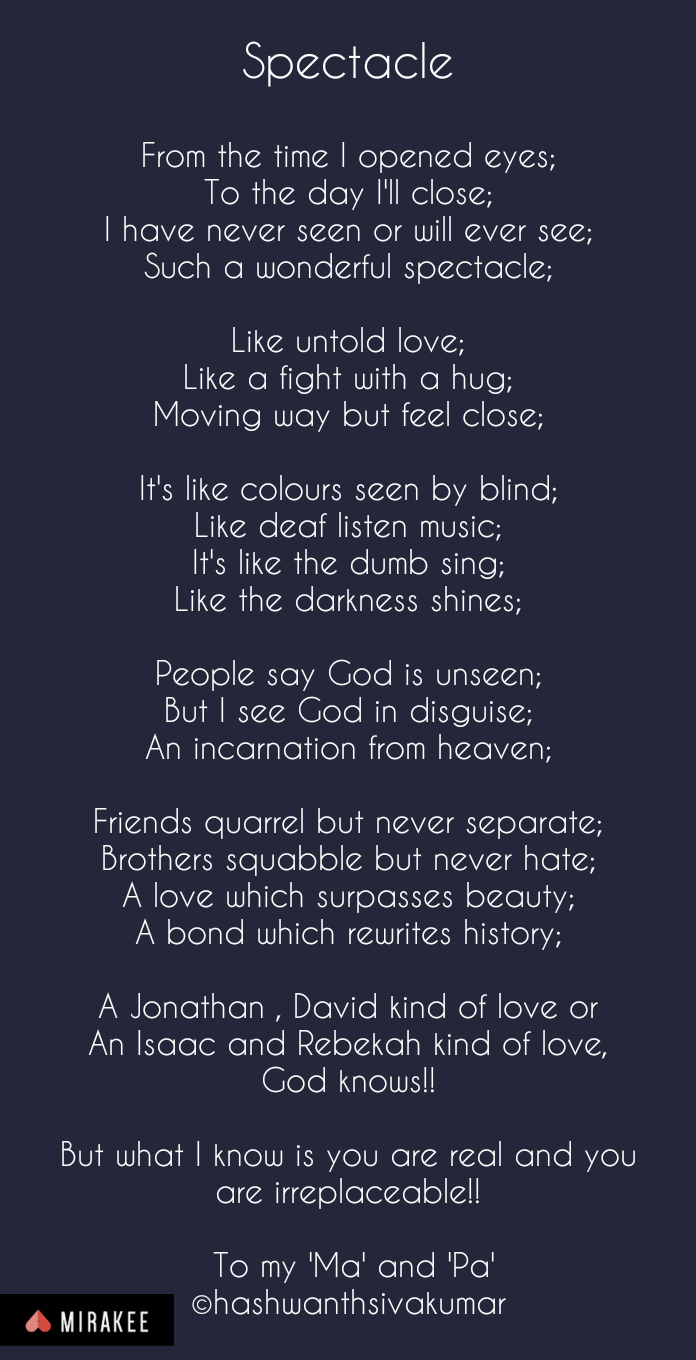 Spectacle
From the time I opened eyes;
To the day I'll close;
I have never seen or will ever see;
Such a wonderful spectacle;
Like untold love;
Like a fight with a hug;
Moving way but feel close;
It's like colours seen by blind;
Like deaf listen music;
It's like the dumb sing;
Like the darkness shines;
People say God is unseen;
But I see God in disguise;
An incarnation from heaven;
Friends quarrel but never separate;
Brothers squabble but never hate;
A love which surpasses beauty;
A bond which rewrites history;
A Jonathan , David kind of love or
An Isaac and Rebekah kind of love,
God knows!!
But what I know is you are real and you
are irreplaceable!!
To my 'Ma' and 'Pa'
©hashwanthsivakumar
MIRAKEE